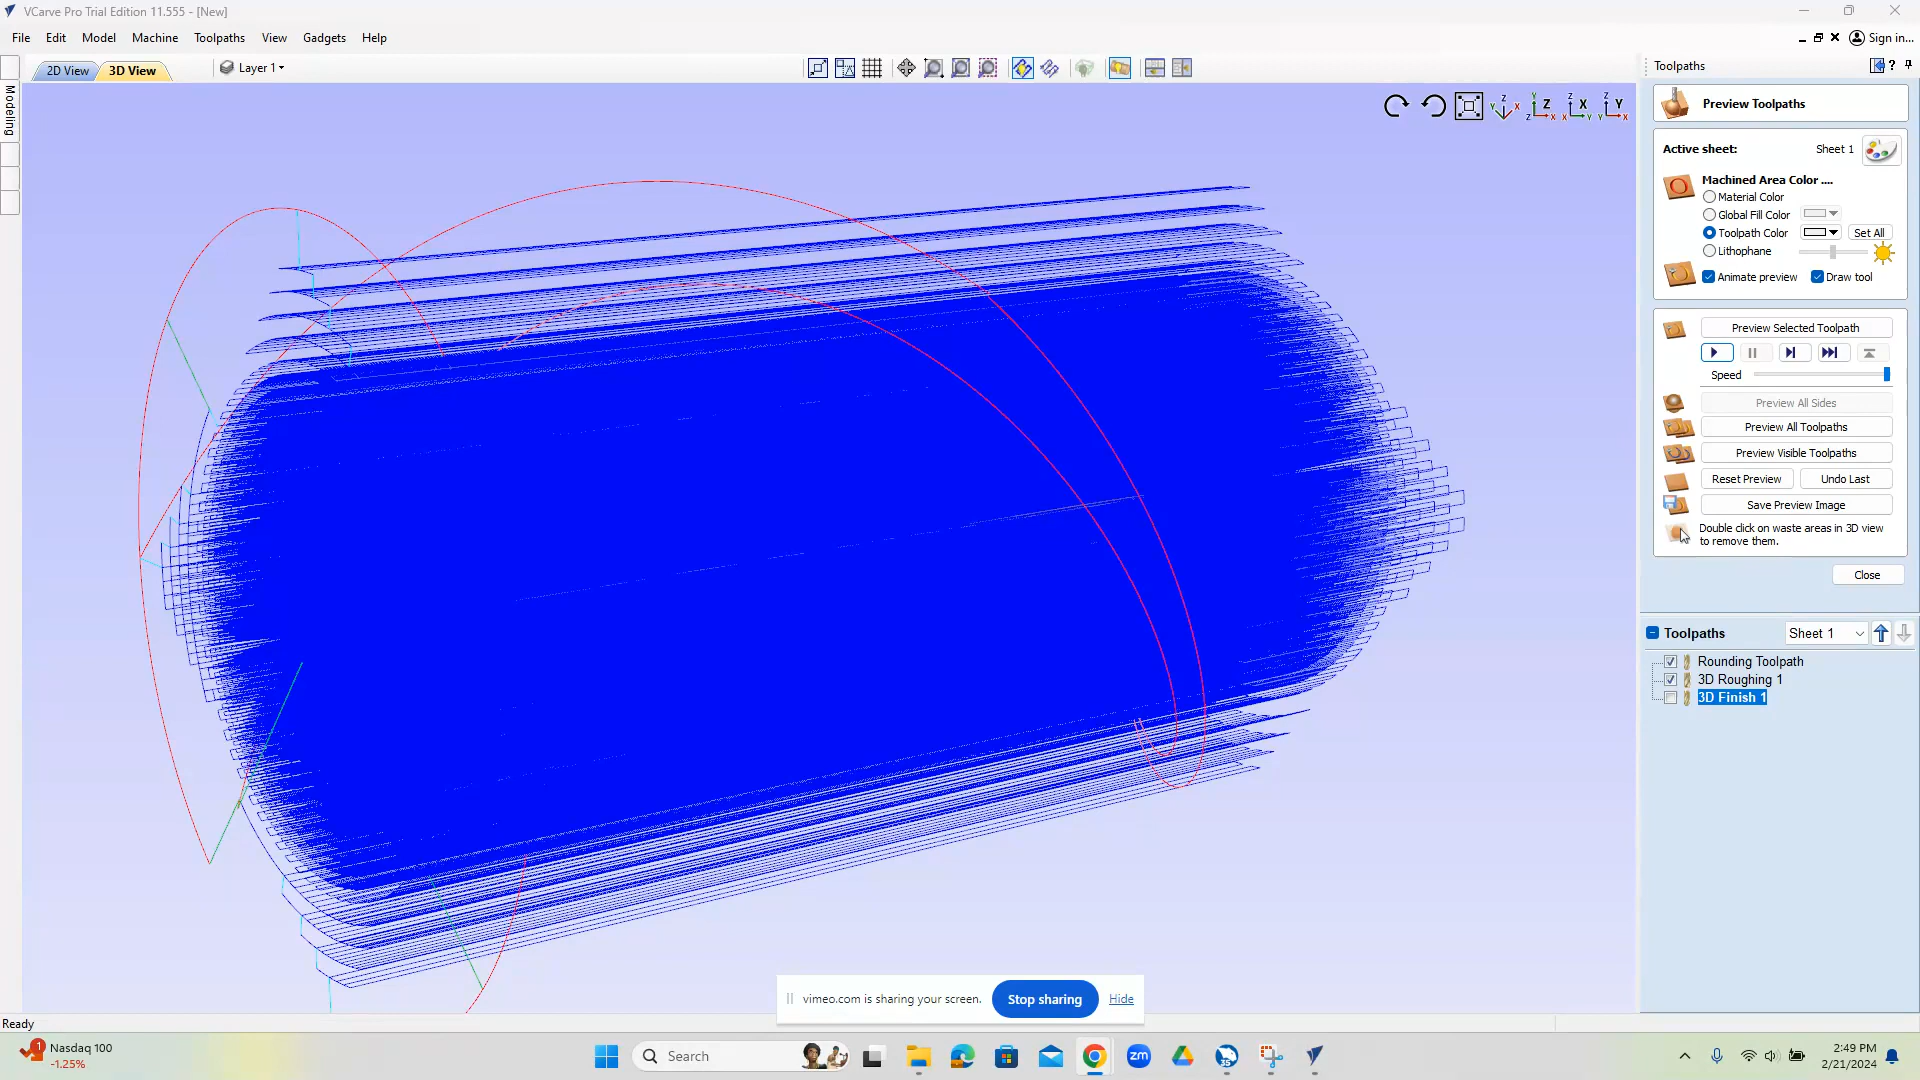 VCarve Pro Trial Edition 11.555 - [New]
File Edit Model Machine Toolpaths View Gadgets Help
Sign in...
2D View 3D View Layer 1
Modeling
Toolpaths
Preview Toolpaths
Active sheet: Sheet 1
Machined Area Color ....
Material Color
Global Fill Color
Toolpath Color Set All
Lithophane
Animate preview Draw tool
Preview Selected Toolpath
Speed
Preview All Sides
Preview All Toolpaths
Preview Visible Toolpaths
Reset Preview Undo Last
Save Preview Image
Double click on waste areas in 3D view
to remove them.
Close
Toolpaths Sheet 1
Rounding Toolpath
3D Roughing 1
3D Finish 1
vimeo.com is sharing your screen. Stop sharing Hide
Ready
1 Nasdaq 100
-1.25%
Search
zm
2:49 PM
2/21/2024